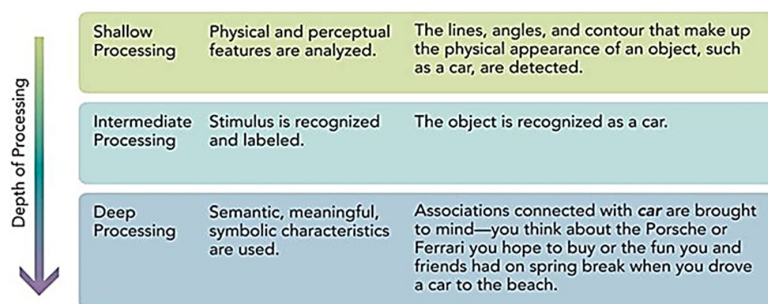 Depth of Processing
Shallow
Processing
Physical and perceptual
features are analyzed.
The lines, angles, and contour that make up
the physical appearance of an object, such
as a car, are detected.
Intermediate
Processing
Stimulus is recognized
and labeled.
The object is recognized as a car.
Deep
Processing
Semantic, meaningful,
symbolic characteristics
are used.
Associations connected with car are brought
to mind—you think about the Porsche or
Ferrari you hope to buy or the fun you and
friends had on spring break when you drove
a car to the beach.